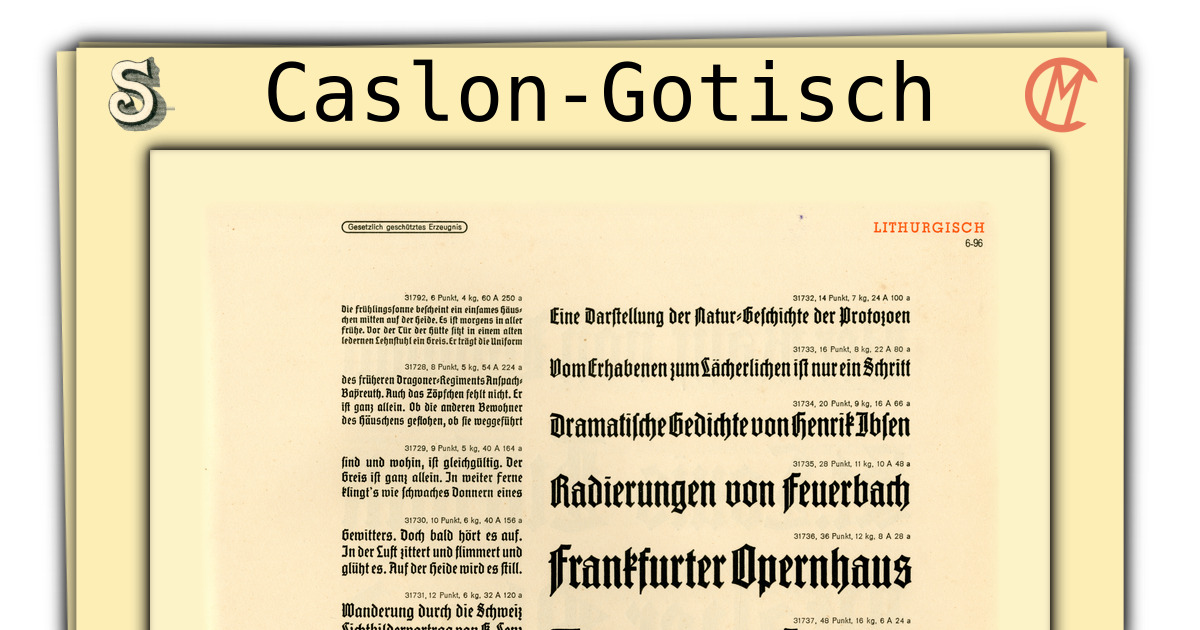 Caslon-Gotisch
Gesetzlich geschütztes Erzeugnis
LITHURGISCH
6-96
31792, 6 Punkt, 4 kg, 60 A 250 a
Die Frühlingssonne bescheint ein einsames Häus-
chen mitten auf der Heide. Es ist morgens in aller
Frühe. Vor der Tür der Hütte sitzt in einem alten
ledernen Lehnstuhl ein Greis. Er trägt die Uniform
31728, 8 Punkt, 5 kg, 54 A 224 a
des früheren Dragoner-Regiments Anspach-
Bayreuth. Auch das Zöpfchen fehlt nicht. Er
ist ganz allein. Ob die anderen Bewohner
des Häuschens geflohen, ob sie weggeführt
31729, 9 Punkt, 5 kg, 40 A 164 a
sind und wohin, ist gleichgültig. Der
Greis ist ganz allein. In weiter Ferne
klingt's wie schwaches Donnern eines
31730, 10 Punkt, 6 kg, 40 A 156 a
Gewitters. Doch bald hört es auf.
In der Luft zittert und flimmert und
glüht es. Auf der Heide wird es still.
31731, 12 Punkt, 6 kg, 32 A 120 a
Wanderung durch die Schweiz
31732, 14 Punkt, 7 kg, 24 A 100 a
Eine Darstellung der Natur-Geschichte der Protozoen
31733, 16 Punkt, 8 kg, 22 A 80 a
Vom Erhabenen zum Lächerlichen ist nur ein Schritt
31734, 20 Punkt, 9 kg, 16 A 66 a
Dramatische Gedichte von Henrik Ibsen
31735, 28 Punkt, 11 kg, 10 A 48 a
Radierungen von Feuerbach
31736, 36 Punkt, 12 kg, 8 A 28 a
Frankfurter Opernhaus
31737, 48 Punkt, 16 kg, 6 A 24 a